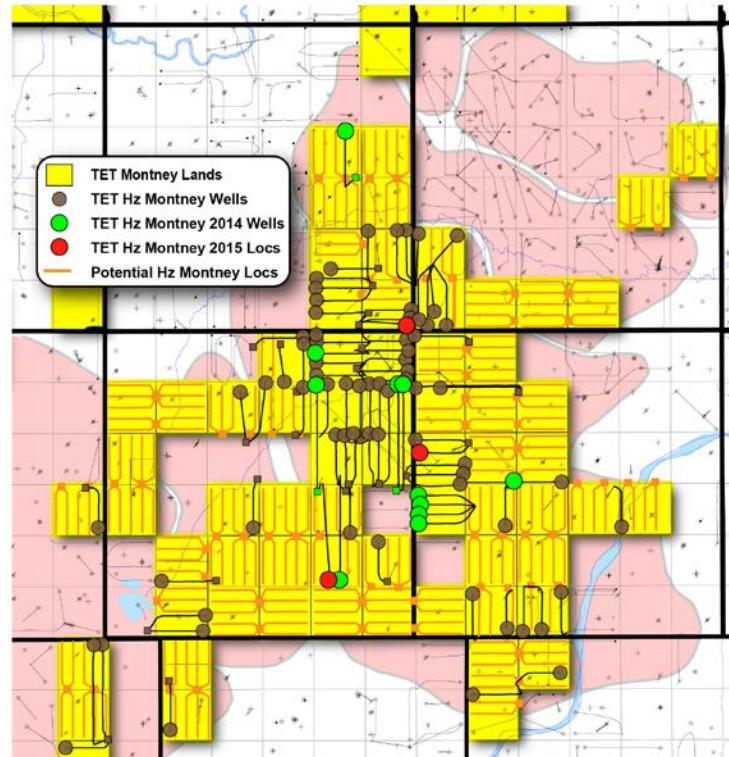 TET Montney Lands
TET Hz Montney Wells
TET Hz Montney 2014 Wells
TET Hz Montney 2015 Locs
Potential Hz Montney Locs